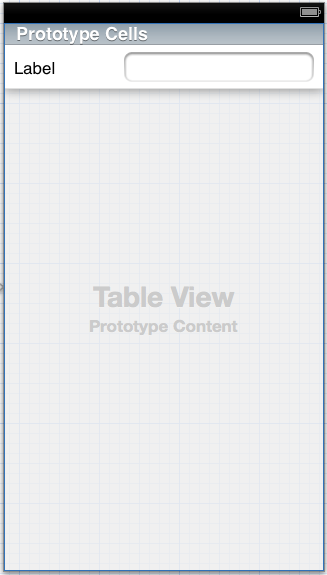 Prototype Cells
Label
Table View
Prototype Content